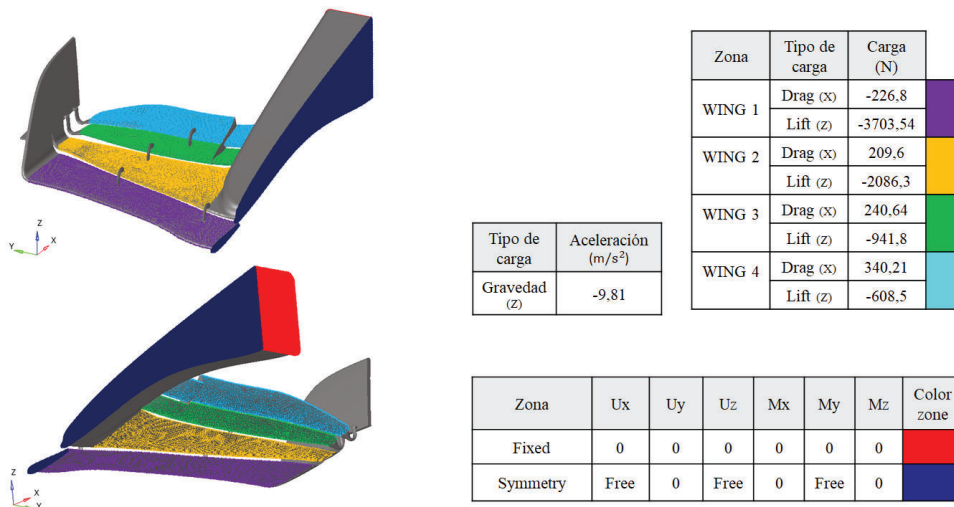 Zona Tipo de carga Carga (N)
WING 1 Drag (X) -226,8
Lift (Z) -3703,54
WING 2 Drag (X) 209,6
Lift (Z) -2086,3
WING 3 Drag (X) 240,64
Lift (Z) -941,8
WING 4 Drag (X) 340,21
Lift (Z) -608,5
Tipo de carga Aceleración (m/s²)
Gravedad (Z) -9,81
Z
Y
X
Zona Ux Uy Uz Mx My Mz Color zone
Fixed 0 0 0 0 0 0
Symmetry Free 0 Free 0 Free 0
Z
X
Y